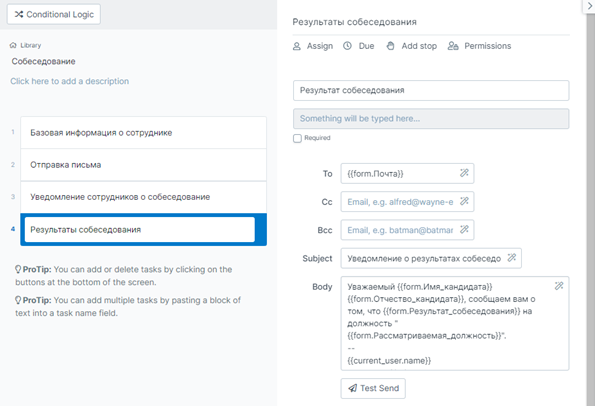 Conditional Logic
Library
Собеседование
Click here to add a description
1 Базовая информация о сотруднике
2 Отправка письма
3 Уведомление сотрудников о собеседование
4 Результаты собеседования
ProTip: You can add or delete tasks by clicking on the
buttons at the bottom of the screen.
ProTip: You can add multiple tasks by pasting a block of
text into a task name field.
Результаты собеседования
Assign Due Add stop Permissions
Результат собеседования
Something will be typed here...
Required
To {{form.Почта}}
Cc Email, e.g. alfred@wayne-e
Bcc Email, e.g. batman@batmar
Subject Уведомление о результатах собеседо
Body Уважаемый {{form.Имя_кандидата}}
{{form.Отчество_кандидата}}, сообщаем вам о
том, что {{form.Результат_собеседования}} на
должность "
{{form.Рассматриваемая_должность}}".
--
{{current_user.name}}
Test Send